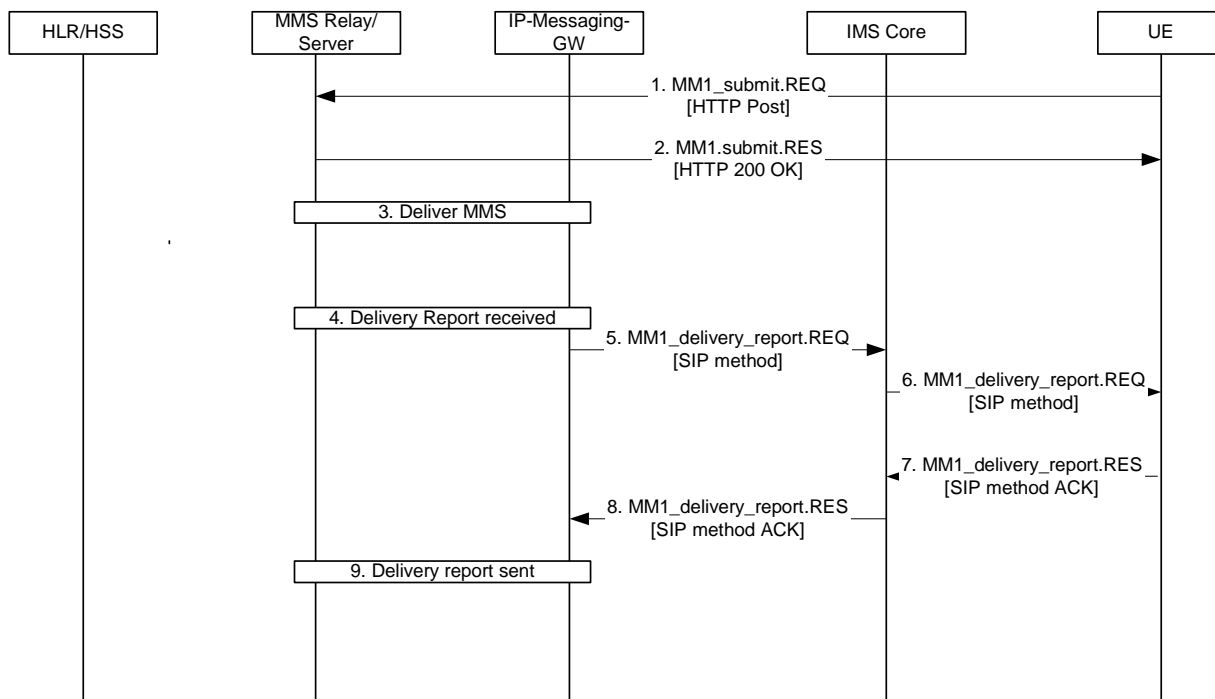 HLR/HSS
MMS Relay/
Server
IP-Messaging-
GW
IMS Core
UE
1. MM1_submit.REQ
[HTTP Post]
2. MM1.submit.RES
[HTTP 200 OK]
3. Deliver MMS
4. Delivery Report received
5. MM1_delivery_report.REQ
[SIP method]
6. MM1_delivery_report.REQ
[SIP method]
7. MM1_delivery_report.RES
[SIP method ACK]
8. MM1_delivery_report.RES
[SIP method ACK]
9. Delivery report sent